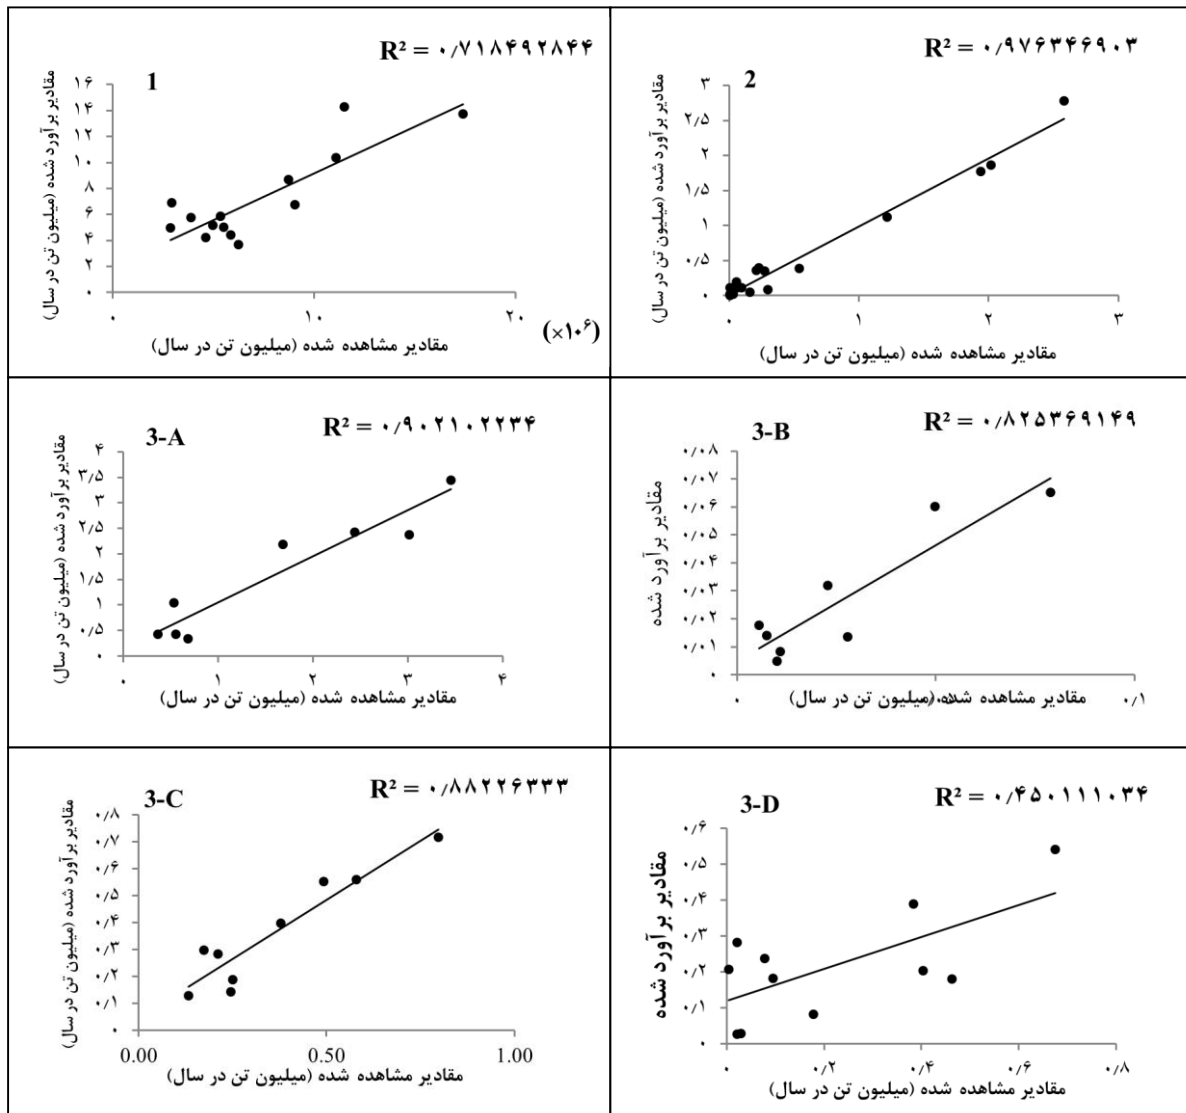 R² = ۰/۷۱۸۴۹۲۸۴۴
1
مقادیر برآورد شده (میلیون تن در سال)
۱۶
۱۴
۱۲
۱۰
۸
۶
۴
۲
۰
۰ ۱۰ ۲۰
(×۱۰۶)
مقادیر مشاهده شده (میلیون تن در سال)
R² = ۰/۹۷۶۳۴۶۹۰۳
2
مقادیر برآورد شده (میلیون تن در سال)
۳
۲/۵
۲
۱/۵
۱
۰/۵
۰
۰ ۱ ۲ ۳
مقادیر مشاهده شده (میلیون تن در سال)
R² = ۰/۹۰۲۱۰۲۲۳۴
3-A
مقادیر برآورد شده (میلیون تن در سال)
۴
۳/۵
۳
۲/۵
۲
۱/۵
۱
۰/۵
۰
۰ ۱ ۲ ۳ ۴
مقادیر مشاهده شده (میلیون تن در سال)
R² = ۰/۸۲۵۳۶۹۱۴۹
3-B
مقادیر برآورد شده
۰/۰۸
۰/۰۷
۰/۰۶
۰/۰۵
۰/۰۴
۰/۰۳
۰/۰۲
۰/۰۱
۰
۰ ۰/۰۵ ۰/۱
مقادیر مشاهده شده (میلیون تن در سال)
R² = ۰/۸۸۲۲۶۳۳۳
3-C
مقادیر برآورد شده (میلیون تن در سال)
۰/۸
۰/۷
۰/۶
۰/۵
۰/۴
۰/۳
۰/۲
۰/۱
۰
0.00 0.50 1.00
مقادیر مشاهده شده (میلیون تن در سال)
R² = ۰/۴۵۰۱۱۱۰۳۴
3-D
مقادیر برآورد شده
۰/۶
۰/۵
۰/۴
۰/۳
۰/۲
۰/۱
۰
۰ ۰/۲ ۰/۴ ۰/۶ ۰/۸
مقادیر مشاهده شده (میلیون تن در سال)